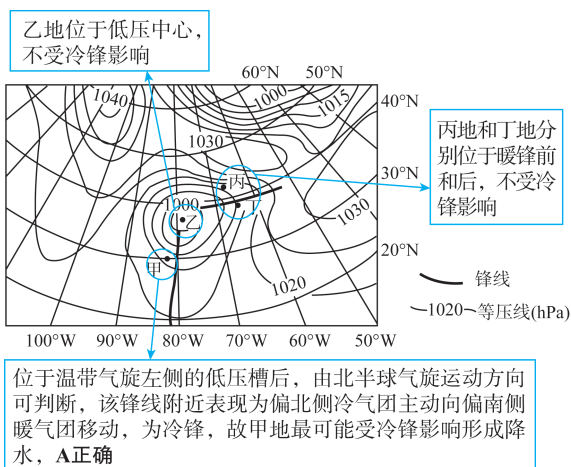 乙地位于低压中心，
不受冷锋影响
60°N 50°N
1040
1000
1015
40°N
1030
丙地和丁地分
别位于暖锋前
和后，不受冷
锋影响
丙
30°N
1000
丁
1030
乙
20°N
甲
1020
锋线
1020 等压线(hPa)
100°W 90°W 80°W 70°W 60°W 50°W
位于温带气旋左侧的低压槽后，由北半球气旋运动方向
可判断，该锋线附近表现为偏北侧冷气团主动向偏南侧
暖气团移动，为冷锋，故甲地最可能受冷锋影响形成降
水，A正确